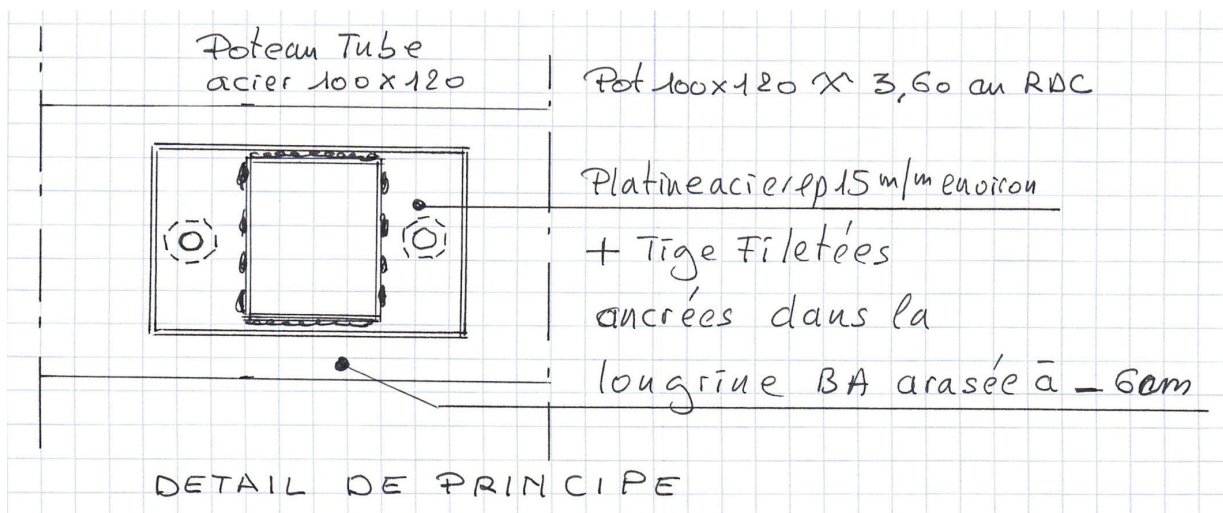 Poteau Tube
acier 100x120
Pot 100x120 X 3,60 au RDC
Platine acier ep 15 m/m environ
+ Tige Filetées
ancrées dans la
longrine BA arasée à - 6cm
DETAIL DE PRINCIPE